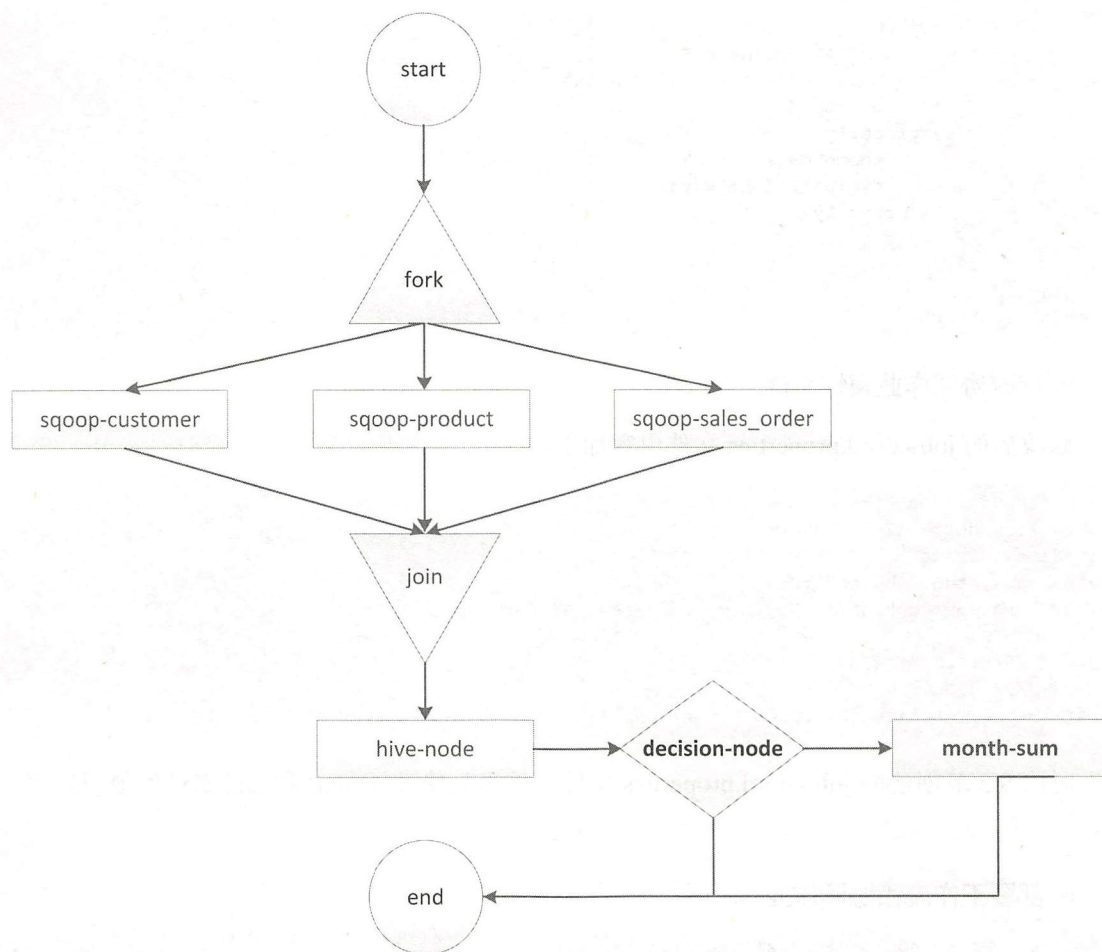 start
fork
sqoop-customer
sqoop-product
sqoop-sales_order
join
hive-node
decision-node
month-sum
end